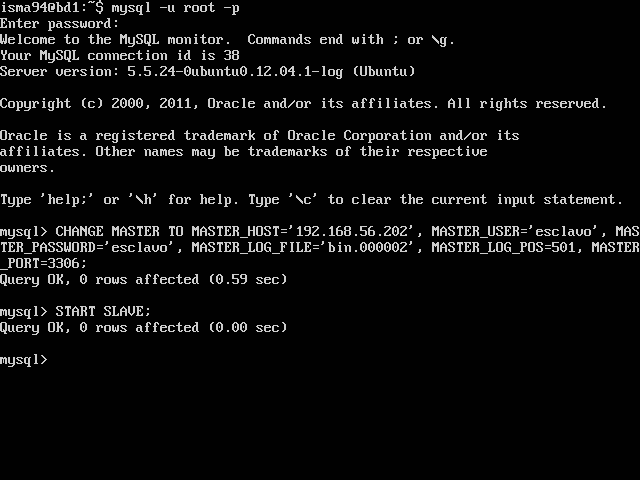 isma94@bd1:~$ mysql -u root -p
Enter password:
Welcome to the MySQL monitor.  Commands end with ; or \g.
Your MySQL connection id is 38
Server version: 5.5.24-0ubuntu0.12.04.1-log (Ubuntu)
Copyright (c) 2000, 2011, Oracle and/or its affiliates. All rights reserved.
Oracle is a registered trademark of Oracle Corporation and/or its
affiliates. Other names may be trademarks of their respective
owners.
Type 'help;' or '\h' for help. Type '\c' to clear the current input statement.
mysql> CHANGE MASTER TO MASTER_HOST='192.168.56.202', MASTER_USER='esclavo', MAS
TER_PASSWORD='esclavo', MASTER_LOG_FILE='bin.000002', MASTER_LOG_POS=501, MASTER
_PORT=3306;
Query OK, 0 rows affected (0.59 sec)
mysql> START SLAVE;
Query OK, 0 rows affected (0.00 sec)
mysql>